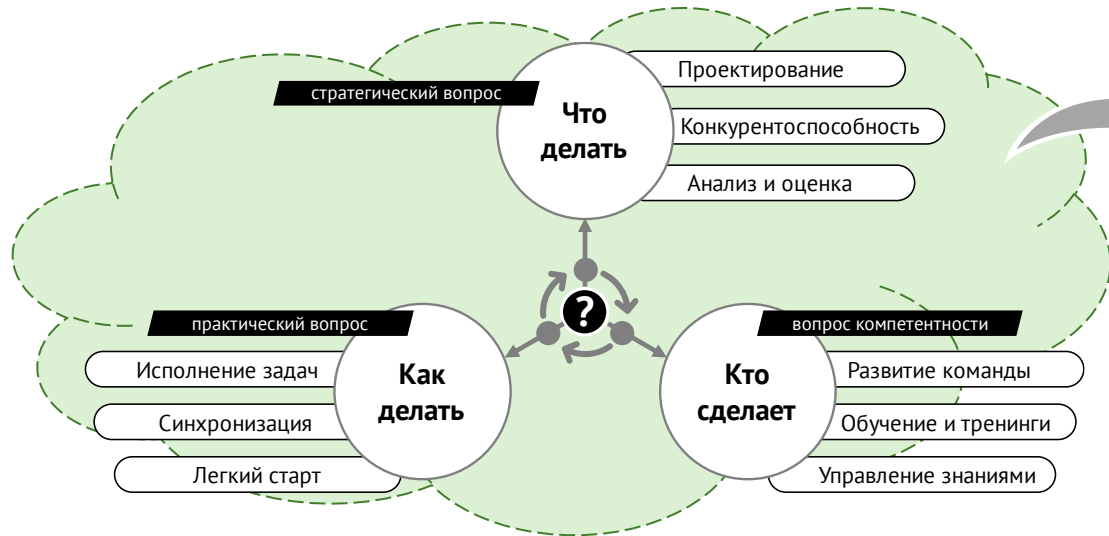 стратегический вопрос
Что
делать
Проектирование
Конкурентоспособность
Анализ и оценка
?
практический вопрос
Как
делать
Исполнение задач
Синхронизация
Легкий старт
вопрос компетентности
Кто
сделает
Развитие команды
Обучение и тренинги
Управление знаниями